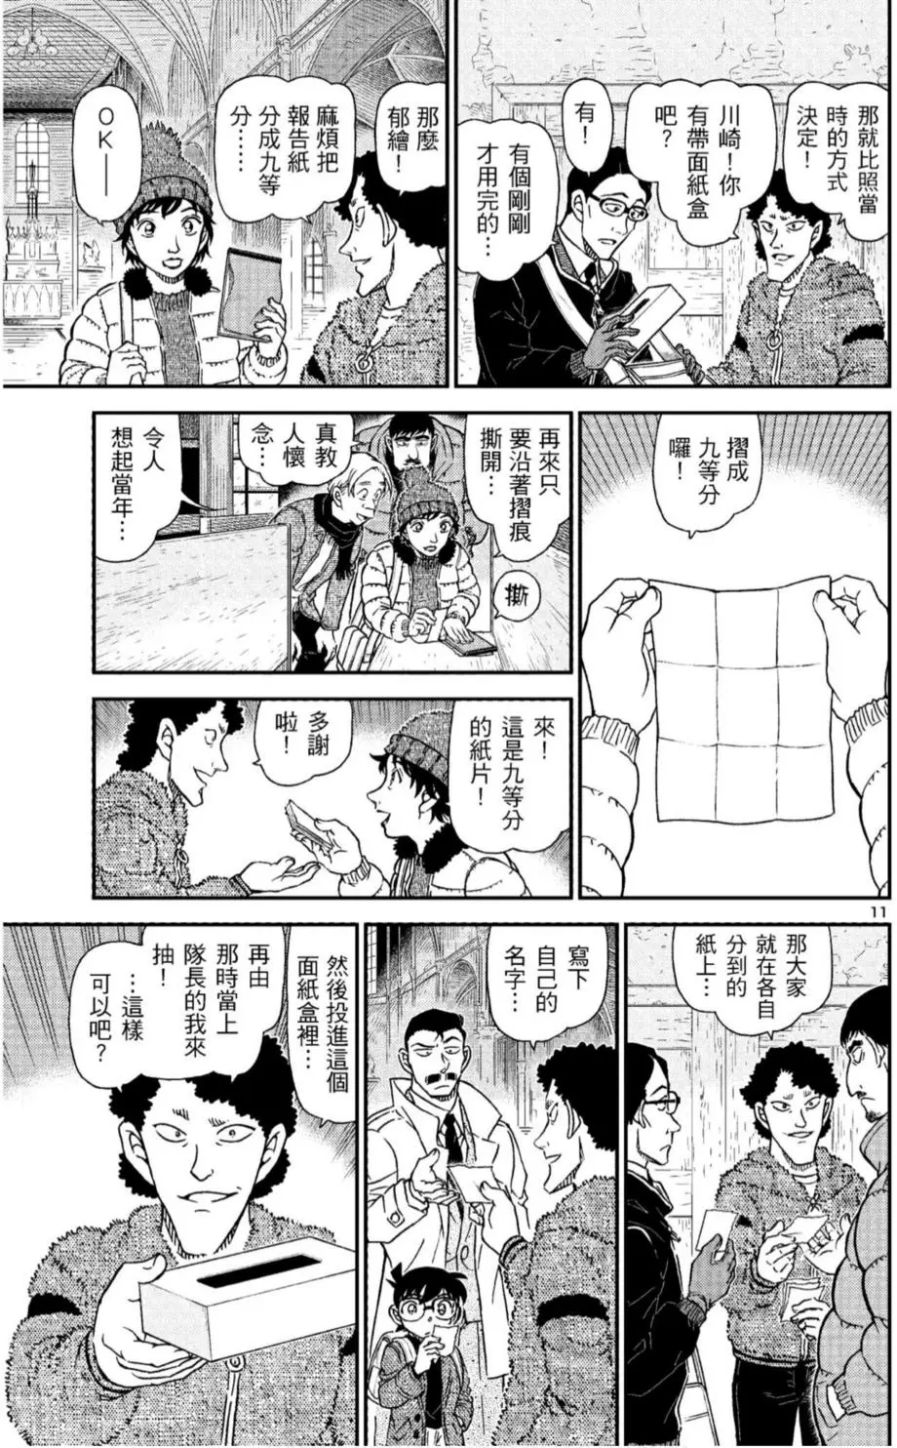 那就比照當
時的方式
決定！
川崎！你
有帶面紙盒
吧？
有！
有個剛剛
才用完的…
那麼
郁繪！
麻煩把
報告紙
分成九等
分……
OK——
摺成
九等分
囉！
再來只
要沿著摺痕
撕開…
撕
真教
人懷
念…
令人
想起當年…
來！
這是九等分
的紙片！
多謝
啦！
11
那大家
就在各自
分到的
紙上…
寫下
自己的
名字…
然後投進這個
面紙盒裡…
再由
那時當上
隊長的我來
抽！
…這樣
可以吧？